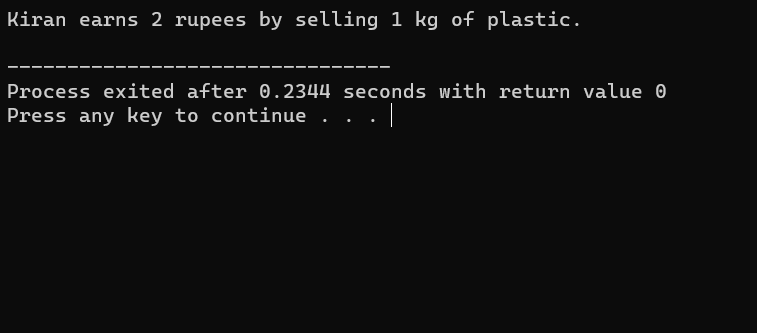 Kiran earns 2 rupees by selling 1 kg of plastic.
--------------------------------
Process exited after 0.2344 seconds with return value 0
Press any key to continue . . .